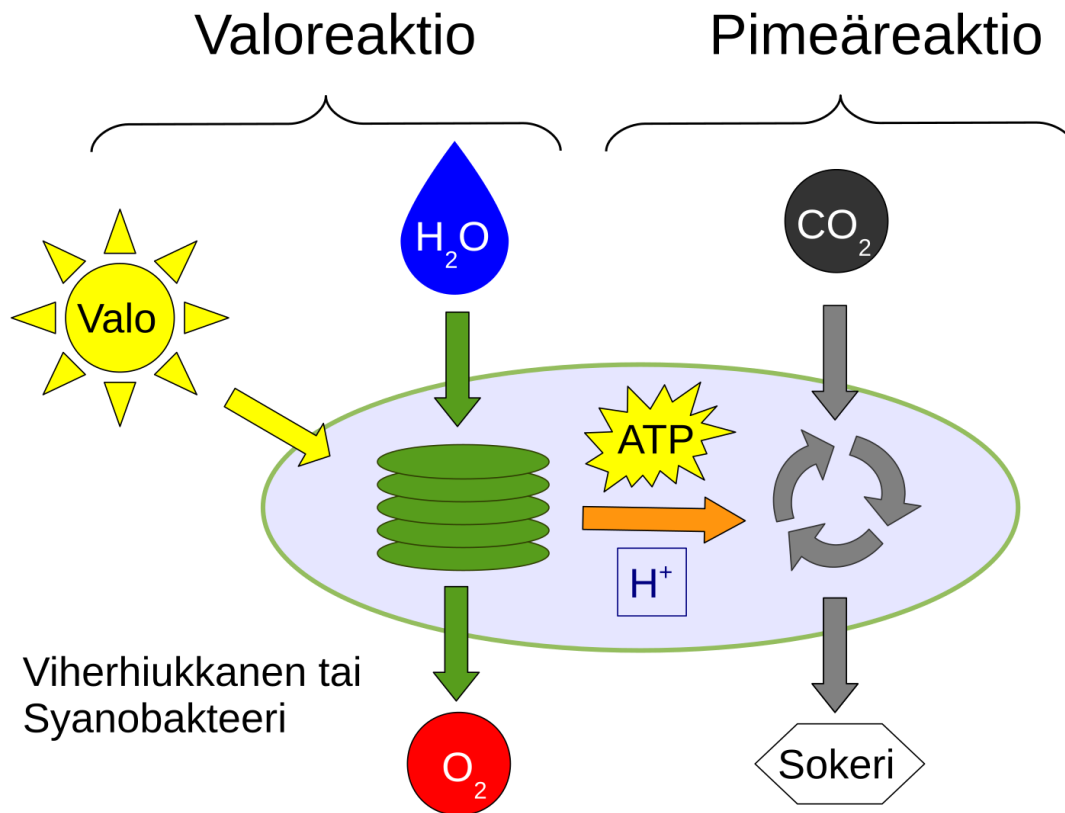 Valoreaktio
Pimeäreaktio
H₂O
CO₂
Valo
ATP
H⁺
Viherhiukkanen tai
Syanobakteeri
O₂
Sokeri